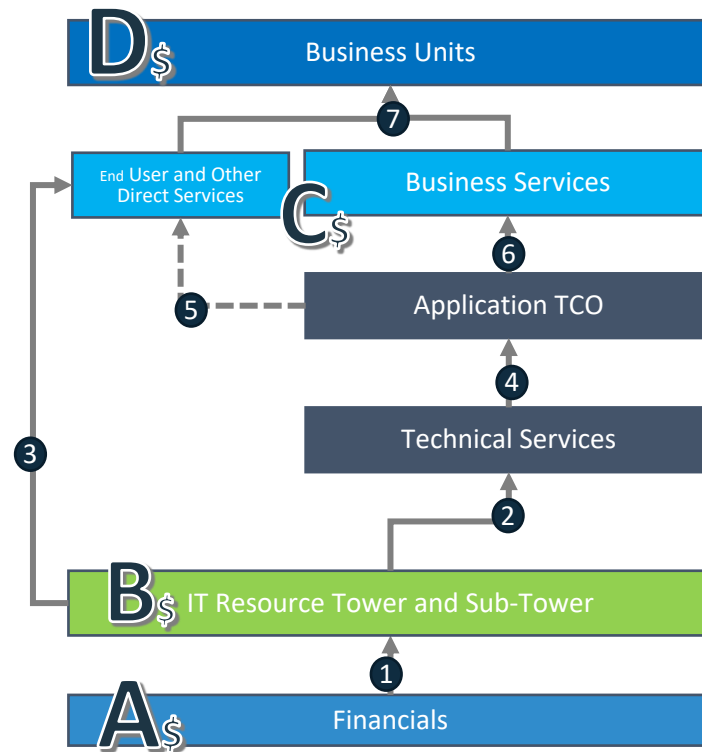 D$
Business Units
7
End User and Other
Direct Services
Business Services
C$
6
5
Application TCO
4
3
Technical Services
2
B$
IT Resource Tower and Sub-Tower
1
A$
Financials